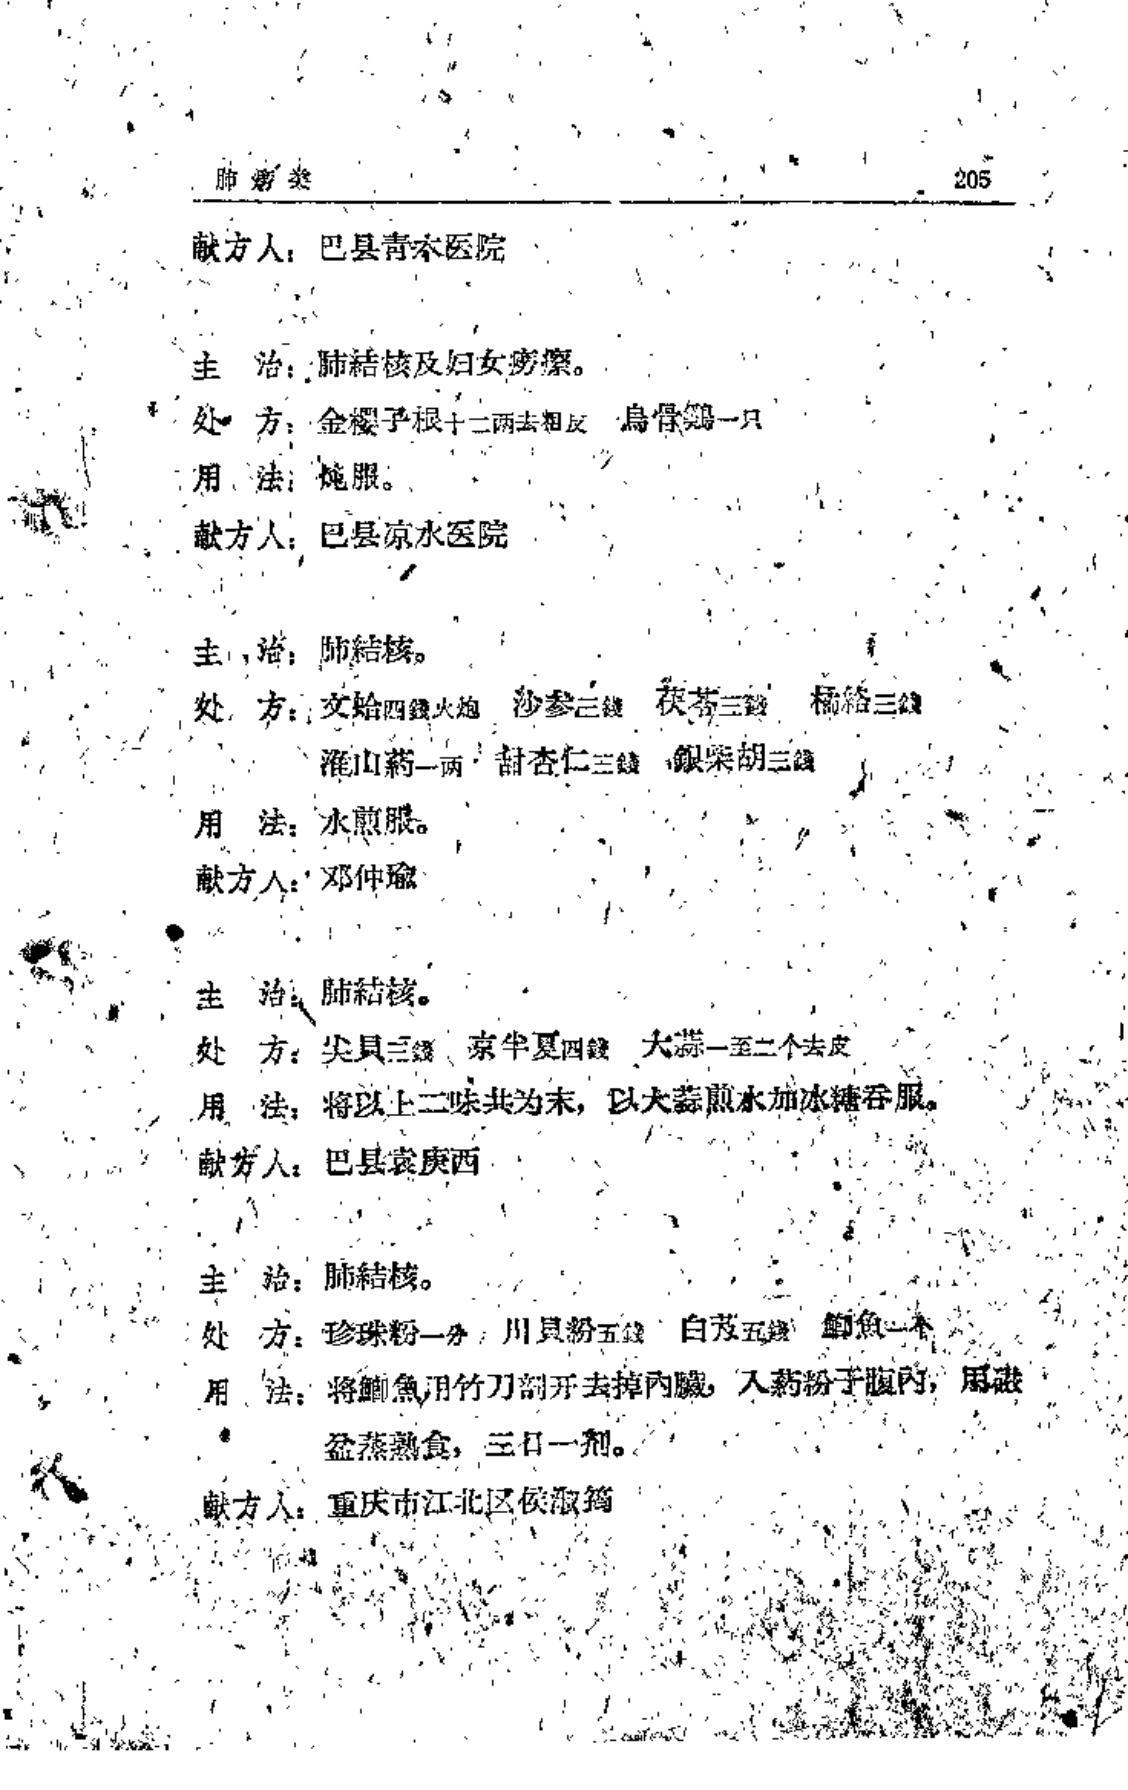 肺痨类 205
献方人：巴县青木医院
主　治：肺結核及妇女痨瘵。
处　方：金櫻子根十二两去粗皮　烏骨鷄一只
用　法：炖服。
献方人：巴县凉水医院
主　治：肺結核。
处　方：文蛤四錢火炮　沙参三錢　茯苓三錢　橘絡三錢
淮山葯一两　甜杏仁三錢　銀柴胡三錢
用　法：水煎服。
献方人：邓仲瑜
主　治：肺結核。
处　方：尖貝三錢　京半夏四錢　大蒜一至二个去皮
用　法：将以上二味共为末，以大蒜煎水加冰糖吞服。
献方人：巴县袁庚西
主　治：肺結核。
处　方：珍珠粉一分　川貝粉五錢　白芨五錢　鯽魚一个
用　法：将鯽魚用竹刀剖开去掉內臟，入葯粉于腹內，用磁
盆蒸熟食，三日一剂。
献方人：重庆市江北区侯淑筠